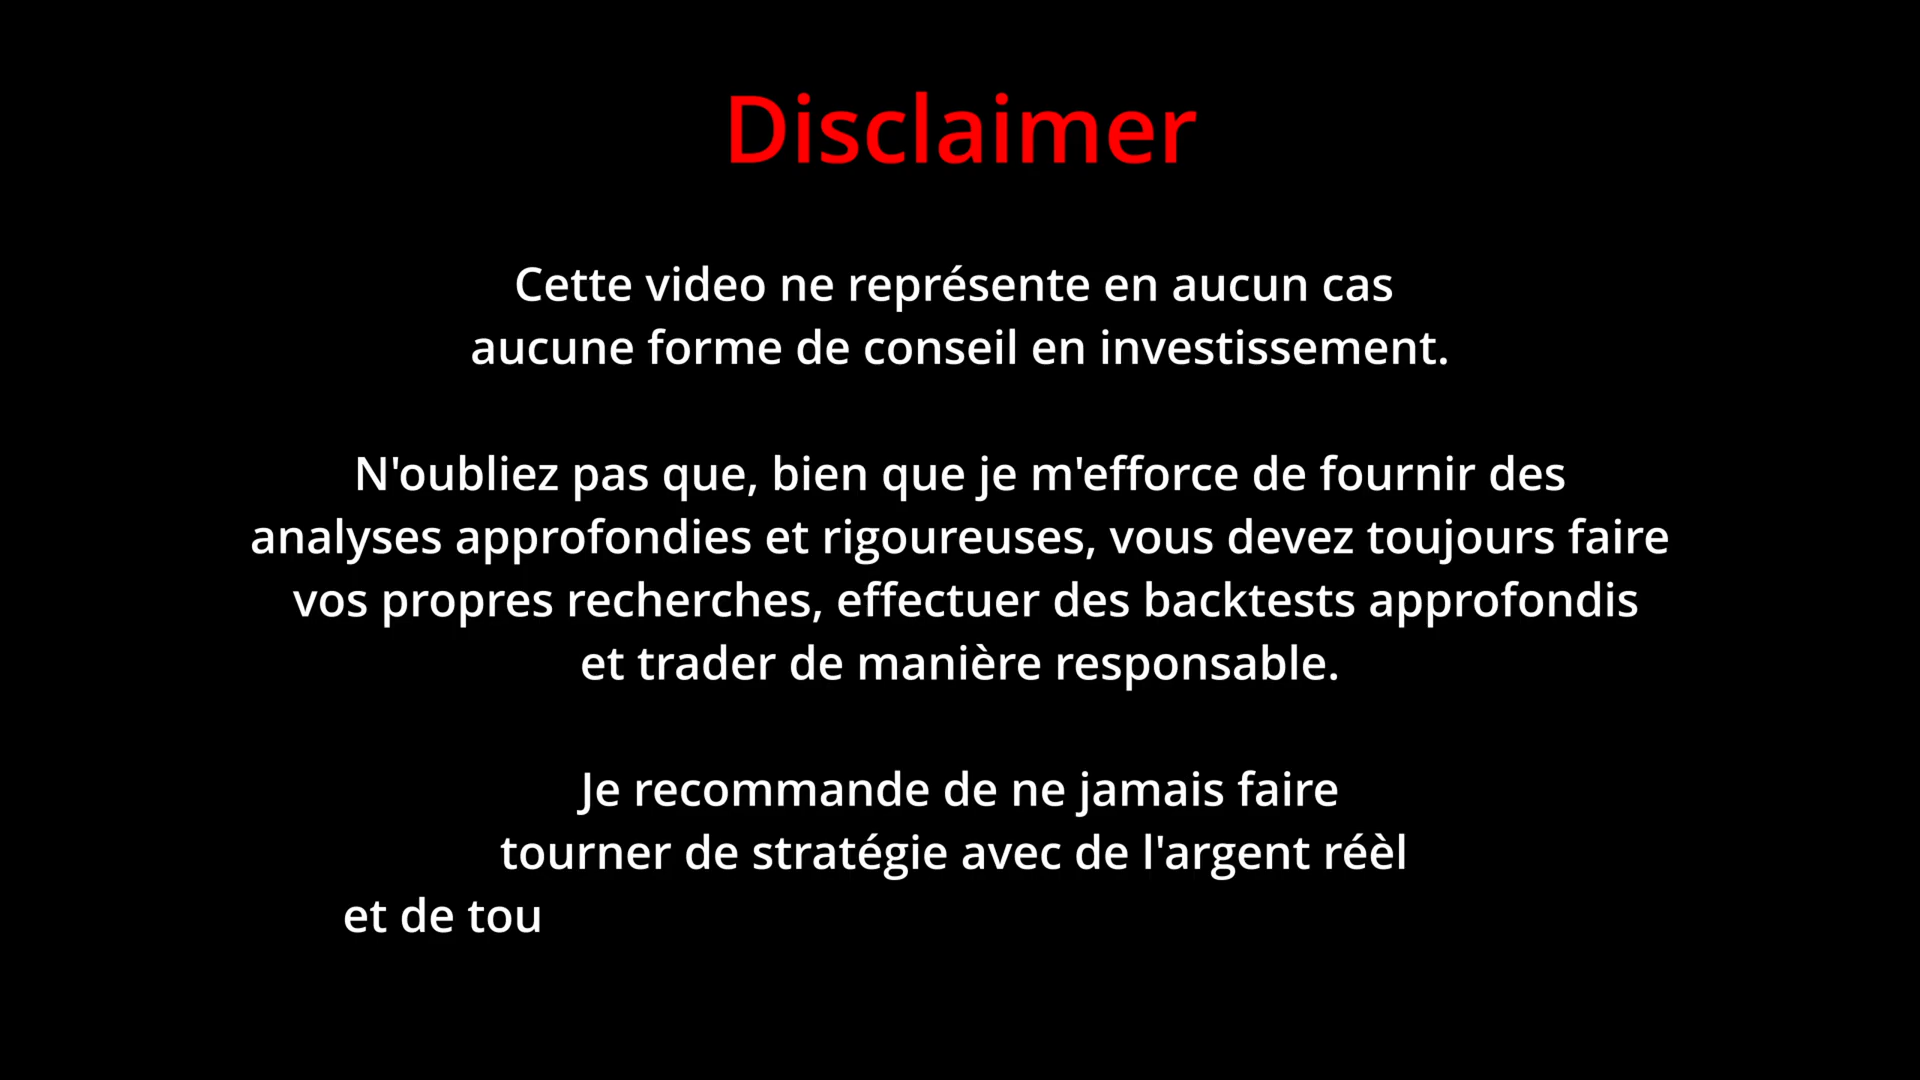 Disclaimer
Cette video ne représente en aucun cas
aucune forme de conseil en investissement.
N'oubliez pas que, bien que je m'efforce de fournir des
analyses approfondies et rigoureuses, vous devez toujours faire
vos propres recherches, effectuer des backtests approfondis
et trader de manière responsable.
Je recommande de ne jamais faire
tourner de stratégie avec de l'argent réèl
et de tou